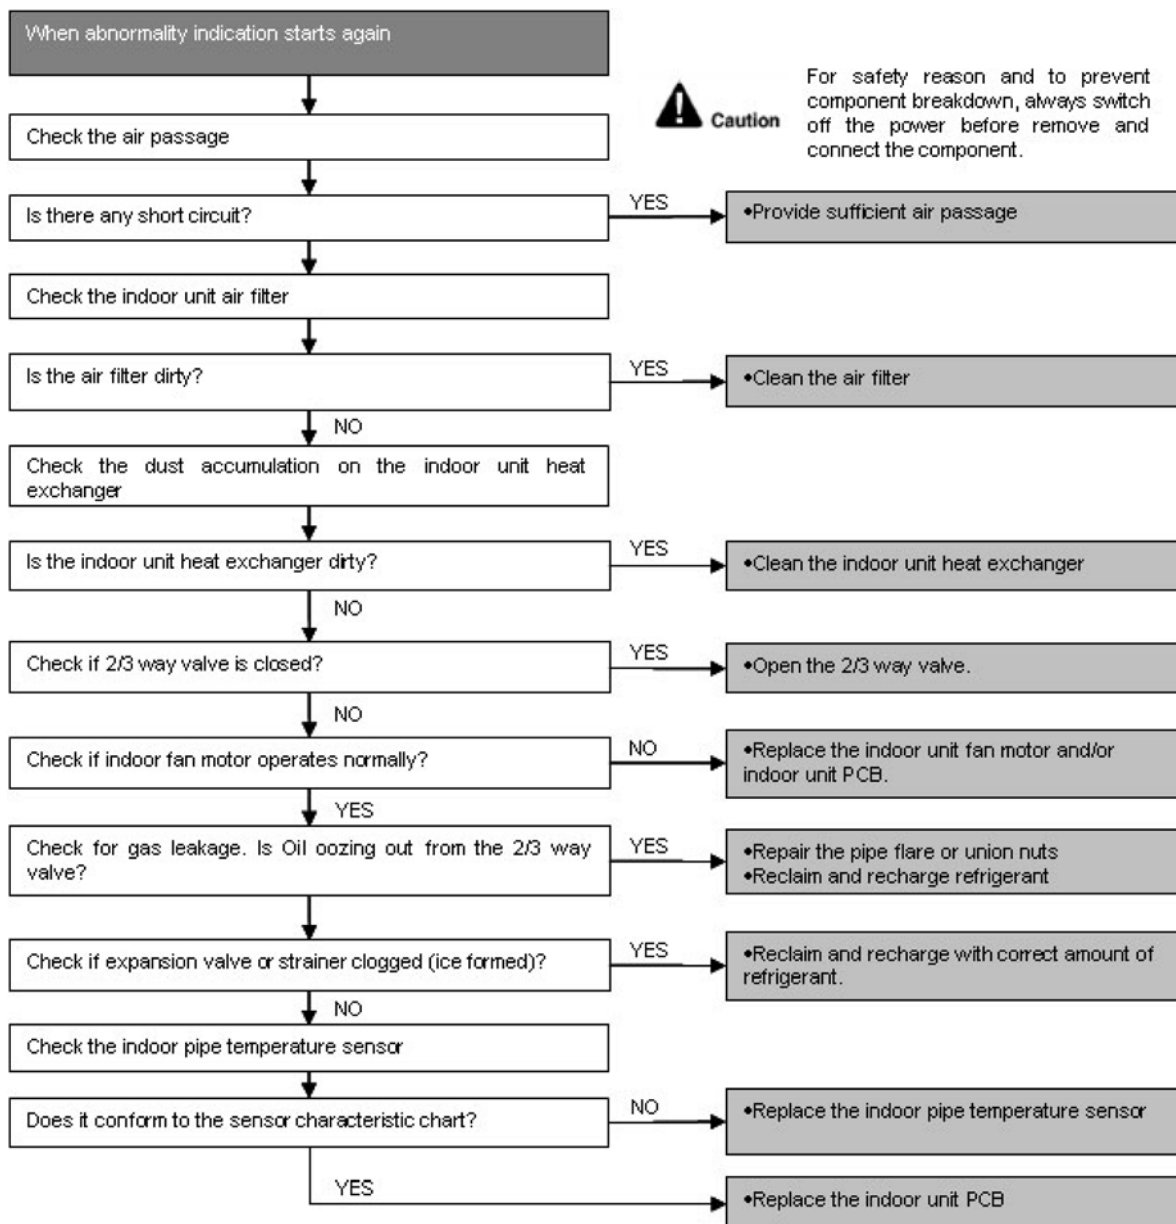 When abnormality indication starts again
For safety reason and to prevent
component breakdown, always switch
off the power before remove and
connect the component.
Caution
Check the air passage
Is there any short circuit?
YES
•Provide sufficient air passage
Check the indoor unit air filter
Is the air filter dirty?
YES
•Clean the air filter
NO
Check the dust accumulation on the indoor unit heat
exchanger
Is the indoor unit heat exchanger dirty?
YES
•Clean the indoor unit heat exchanger
NO
Check if 2/3 way valve is closed?
YES
•Open the 2/3 way valve.
NO
Check if indoor fan motor operates normally?
NO
•Replace the indoor unit fan motor and/or
indoor unit PCB.
YES
Check for gas leakage. Is Oil oozing out from the 2/3 way
valve?
YES
•Repair the pipe flare or union nuts
•Reclaim and recharge refrigerant
Check if expansion valve or strainer clogged (ice formed)?
YES
•Reclaim and recharge with correct amount of
refrigerant.
NO
Check the indoor pipe temperature sensor
Does it conform to the sensor characteristic chart?
NO
•Replace the indoor pipe temperature sensor
YES
•Replace the indoor unit PCB